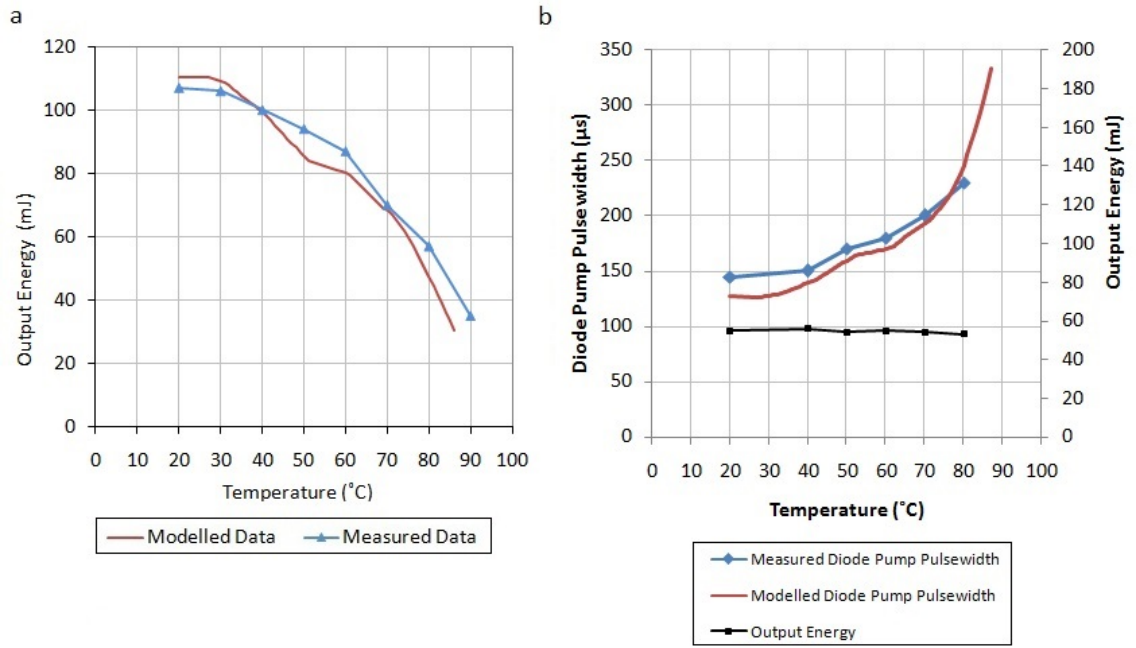 a
120
100
80
60
40
20
0
Output Energy (mJ)
0 10 20 30 40 50 60 70 80 90 100
Temperature (˚C)
Modelled Data Measured Data
b
350
300
250
200
150
100
50
0
Diode Pump Pulsewidth (µs)
200
180
160
140
120
100
80
60
40
20
0
Output Energy (mJ)
0 10 20 30 40 50 60 70 80 90 100
Temperature (˚C)
Measured Diode Pump Pulsewidth
Modelled Diode Pump Pulsewidth
Output Energy